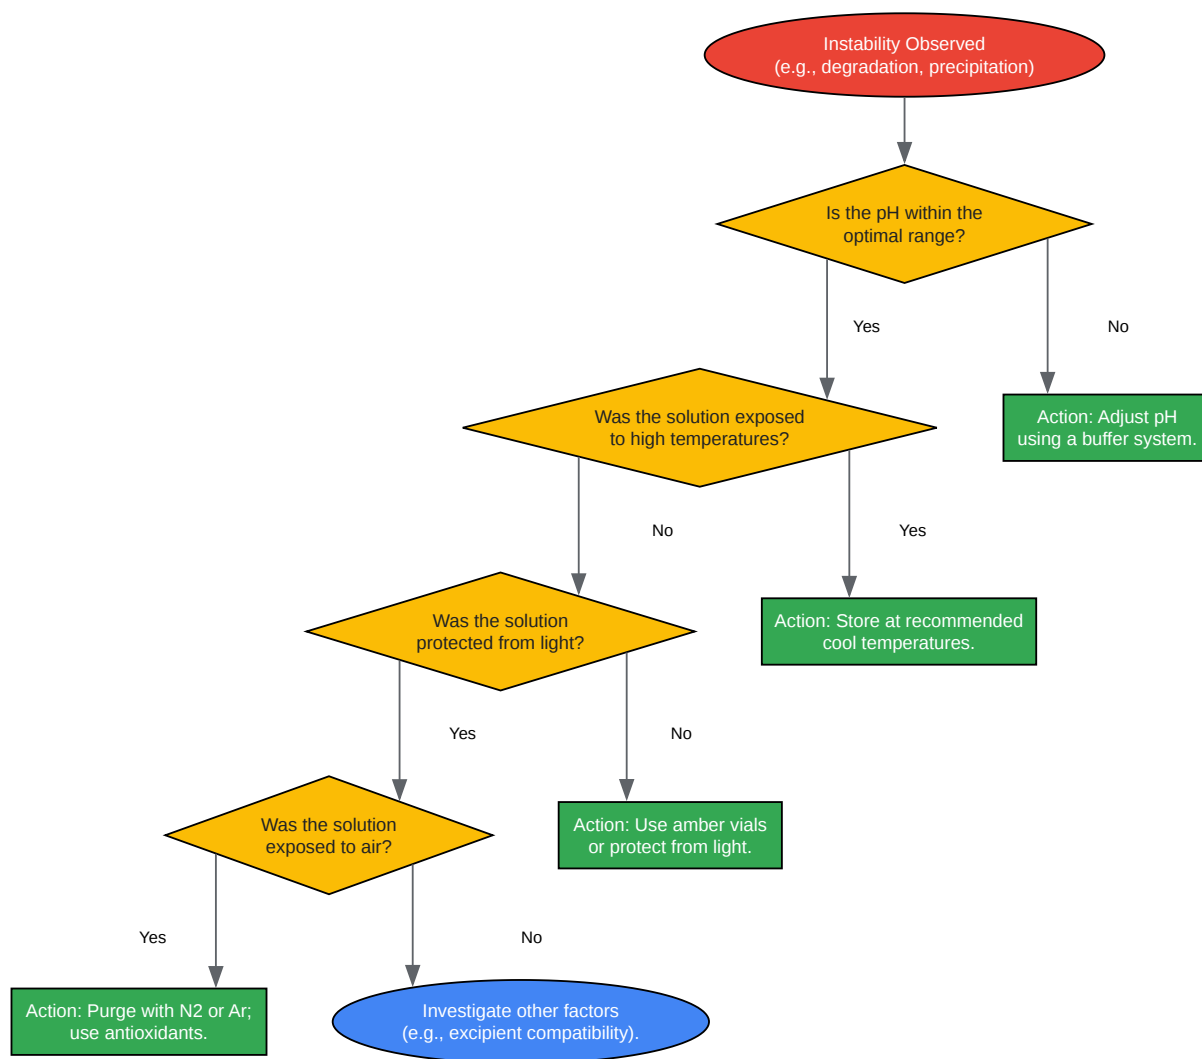 Instability Observed
(e.g., degradation, precipitation)
Is the pH within the
optimal range?
Yes
No
Was the solution exposed
to high temperatures?
Action: Adjust pH
using a buffer system.
No
Yes
Was the solution
protected from light?
Action: Store at recommended
cool temperatures.
Yes
No
Was the solution
exposed to air?
Action: Use amber vials
or protect from light.
Yes
No
Action: Purge with N2 or Ar;
use antioxidants.
Investigate other factors
(e.g., excipient compatibility).